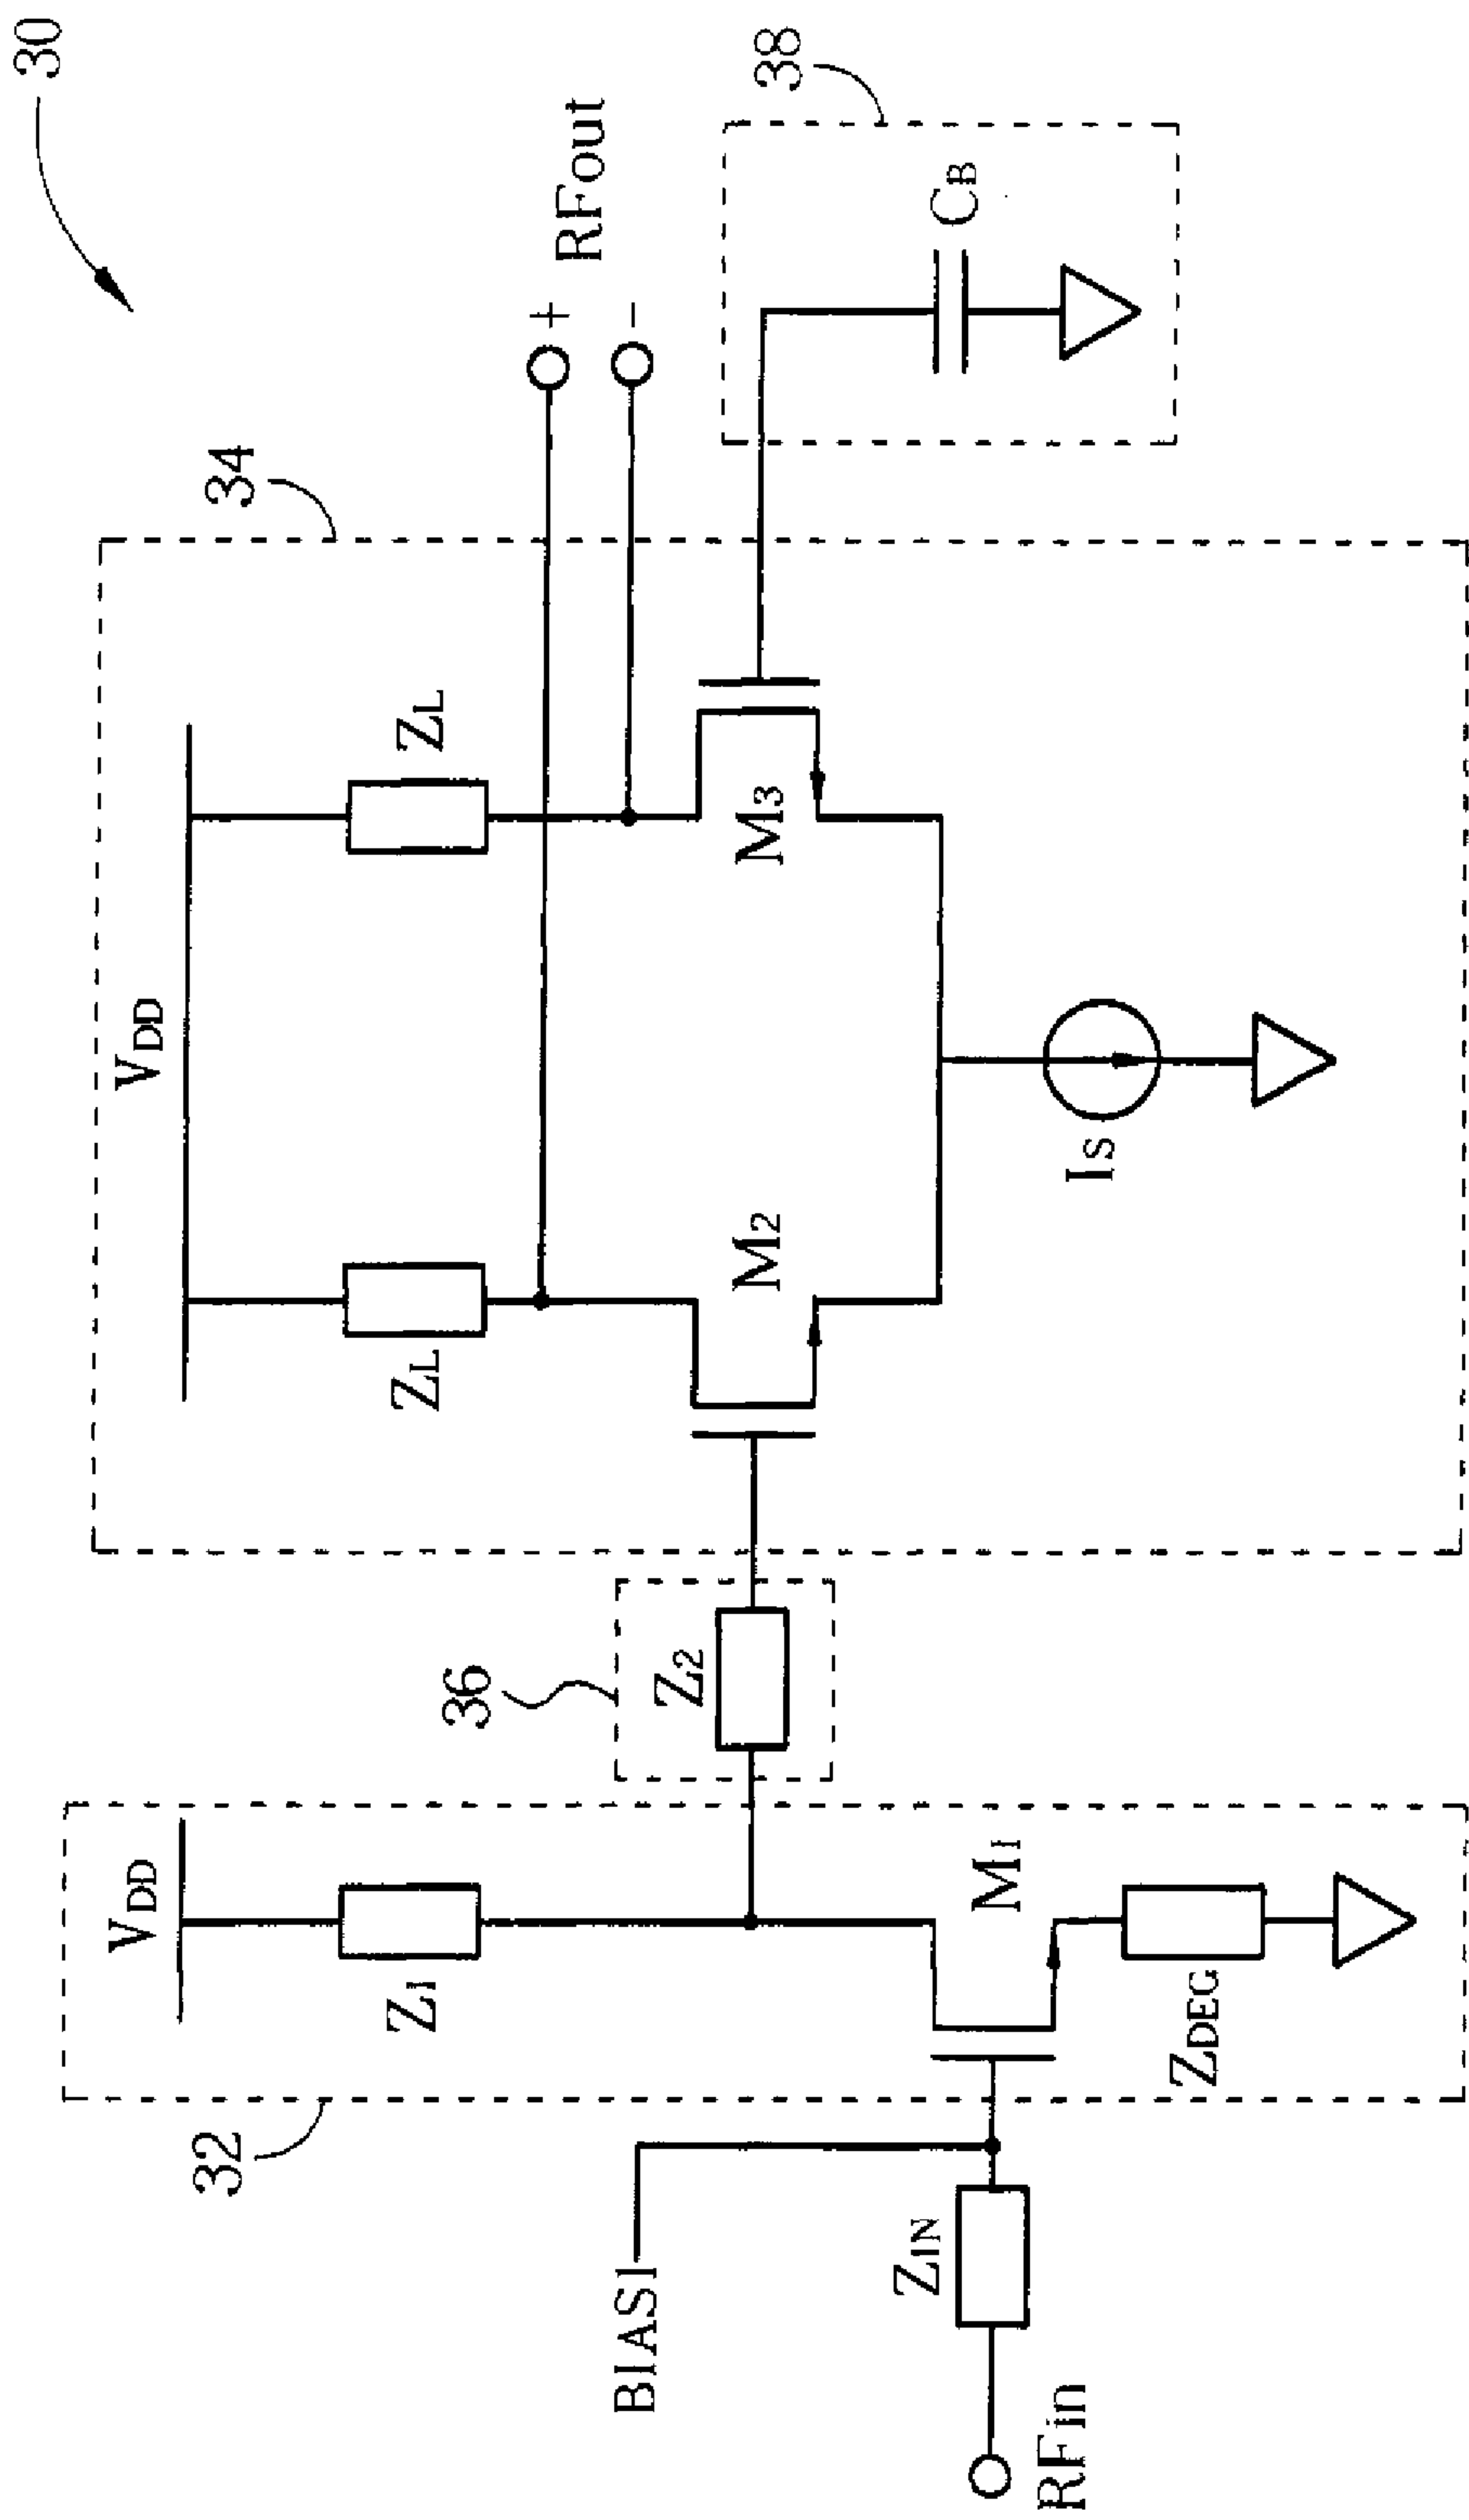 30
34
38
32
36
VDD
VDD
Z1
ZL
ZL
RFout
+
-
BIAS1
Z2
M2
M3
CB
RFin
ZIN
M1
ZDEG
IS